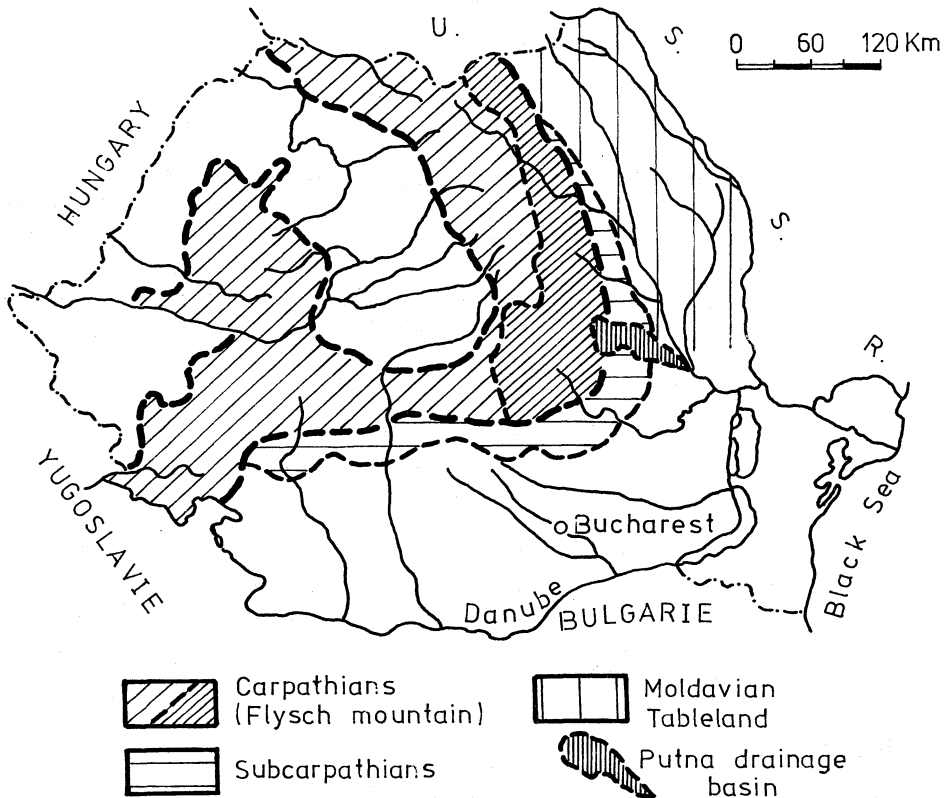 U.
S.
S.
R.
0 60 120 Km
HUNGARY
YUGOSLAVIE
Bucharest
Danube
BULGARIE
Black Sea
Carpathians
(Flysch mountain)
Subcarpathians
Moldavian
Tableland
Putna drainage
basin